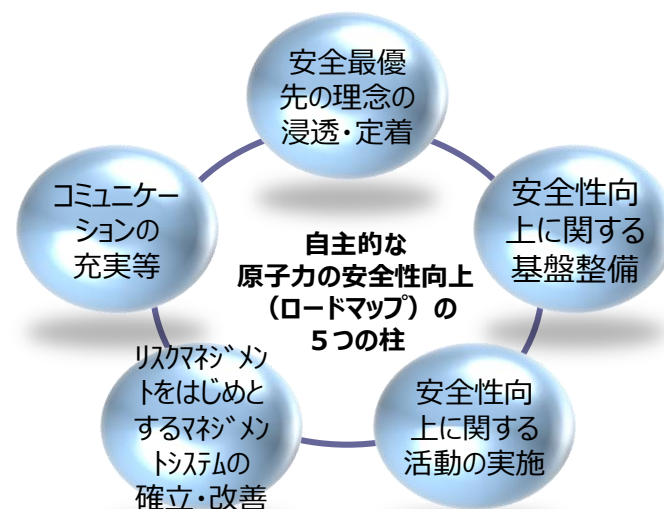 安全最優
先の理念の
浸透・定着
コミュニケー
ションの
充実等
安全性向
上に関する
基盤整備
自主的な
原子力の安全性向上
（ロードマップ）の
５つの柱
ﾘｽｸﾏﾈｼﾞﾒﾝ
ﾄをはじめと
するﾏﾈｼﾞﾒﾝ
ﾄｼｽﾃﾑの
確立・改善
安全性向
上に関する
活動の実施